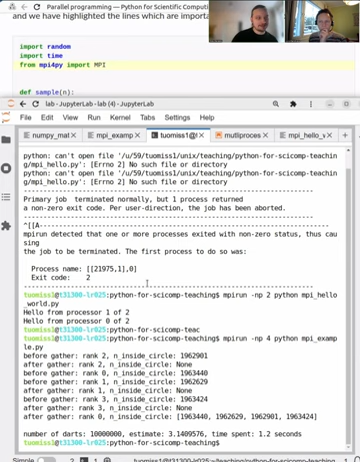 Parallel programming — Python for Scientific Compu
and we have highlighted the lines which are importa
import random
import time
from mpi4py import MPI
def sample(n):
lab - JupyterLab - lab (4)
File Edit View Run Kernel Tabs Settings Help
numpy_mat
mpi_examp
tuomiss1@t
mutliproces
mpi_hello_v
python: can't open file '/u/59/tuomiss1/unix/teaching/python-for-scicomp-teachin
g/mpi_hello.py': [Errno 2] No such file or directory
python: can't open file '/u/59/tuomiss1/unix/teaching/python-for-scicomp-teachin
g/mpi_hello.py': [Errno 2] No such file or directory
Primary job  terminated normally, but 1 process returned
a non-zero exit code. Per user-direction, the job has been aborted.
^[[A
mpirun detected that one or more processes exited with non-zero status, thus cau
sing
the job to be terminated. The first process to do so was:
Process name: [[21975,1],0]
Exit code:    2
tuomiss1@t31300-lr025:python-for-scicomp-teaching$ mpirun -np 2 python mpi_hello
_world.py
Hello from processor 1 of 2
Hello from processor 0 of 2
tuomiss1@t31300-lr025:python-for-scicomp-teaching$ mpirun -np 4 python mpi_examp
le.py
before gather: rank 2, n_inside_circle: 1962901
after gather: rank 2, n_inside_circle: None
before gather: rank 0, n_inside_circle: 1963440
before gather: rank 1, n_inside_circle: 1962629
after gather: rank 1, n_inside_circle: None
before gather: rank 3, n_inside_circle: 1963424
after gather: rank 3, n_inside_circle: None
after gather: rank 0, n_inside_circle: [1963440, 1962629, 1962901, 1963424]
number of darts: 10000000, estimate: 3.1409576, time spent: 1.2 seconds
tuomiss1@t31300-lr025:python-for-scicomp-teaching$
Simple